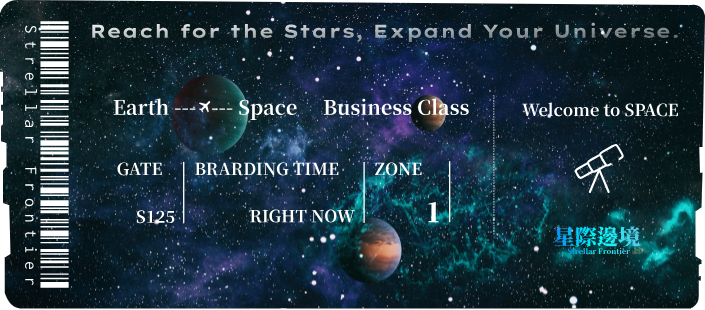 Reach for the Stars, Expand Your Universe.
Strellar Frontier
Earth ------ Space
Business Class
Welcome to SPACE
GATE
BRARDING TIME
ZONE
S125
RIGHT NOW
1
星際邊境
Stellar Frontier